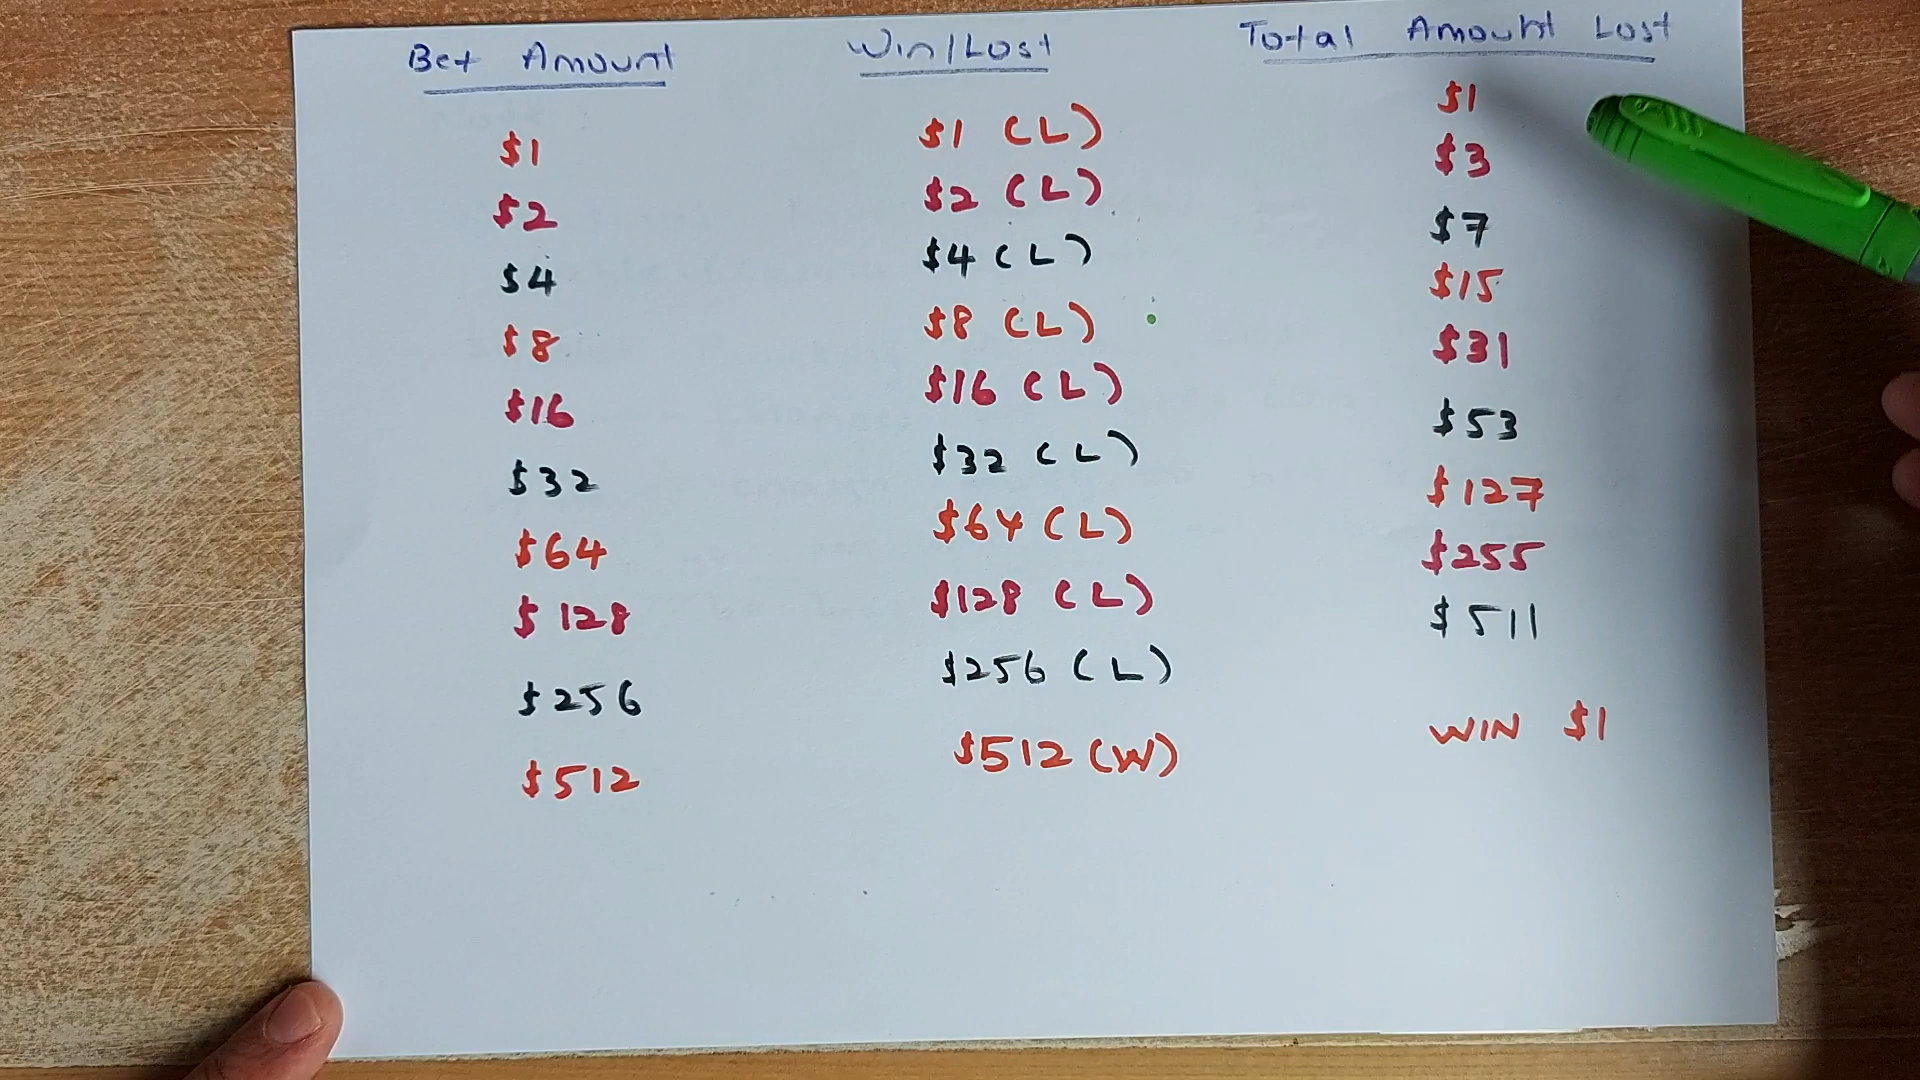 Bet Amount Win/Lost Total Amount Lost
$1 $1 (L) $1
$2 $2 (L) $3
$4 $4 (L) $7
$8 $8 (L) $15
$16 $16 (L) $31
$32 $32 (L) $53
$64 $64 (L) $127
$128 $128 (L) $255
$256 $256 (L) $511
$512 $512 (W) WIN $1